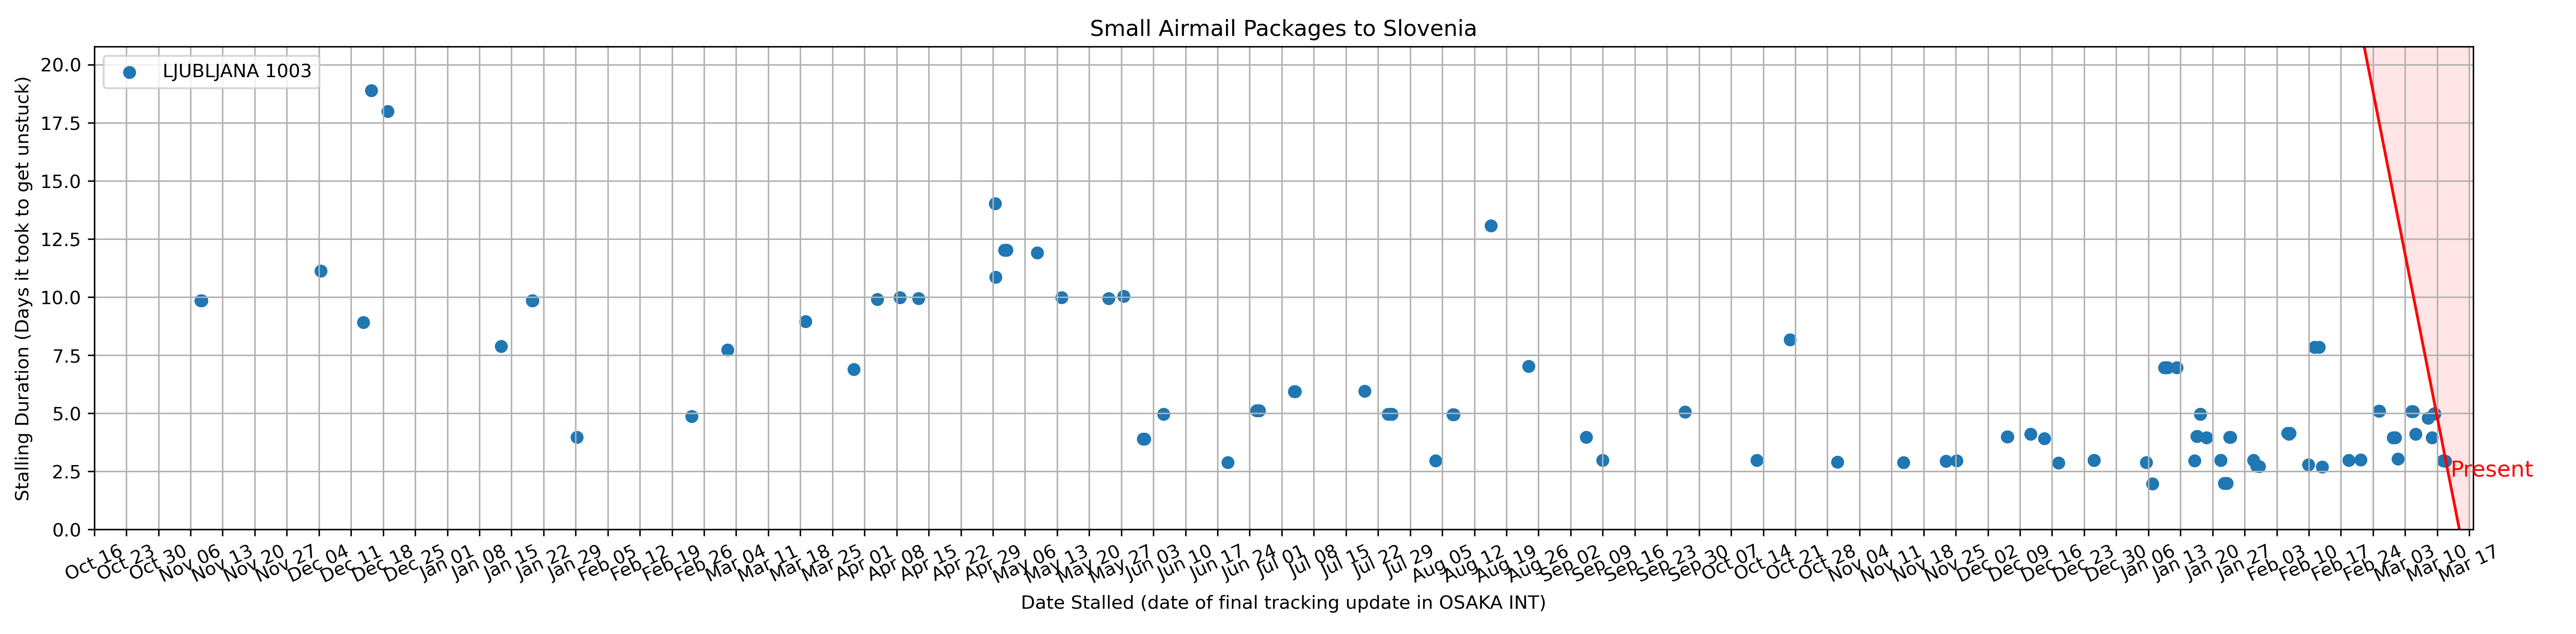 Small Airmail Packages to Slovenia
LJUBLJANA 1003
Stalling Duration (Days it took to get unstuck)
20.0
17.5
15.0
12.5
10.0
7.5
5.0
2.5
0.0
Present
Oct 16 Oct 23 Oct 30 Nov 06 Nov 13 Nov 20 Nov 27 Dec 04 Dec 11 Dec 18 Dec 25 Jan 01 Jan 08 Jan 15 Jan 22 Jan 29 Feb 05 Feb 12 Feb 19 Feb 26 Mar 04 Mar 11 Mar 18 Mar 25 Apr 01 Apr 08 Apr 15 Apr 22 Apr 29 May 06 May 13 May 20 May 27 Jun 03 Jun 10 Jun 17 Jun 24 Jul 01 Jul 08 Jul 15 Jul 22 Jul 29 Aug 05 Aug 12 Aug 19 Aug 26 Sep 02 Sep 09 Sep 16 Sep 23 Sep 30 Oct 07 Oct 14 Oct 21 Oct 28 Nov 04 Nov 11 Nov 18 Nov 25 Dec 02 Dec 09 Dec 16 Dec 23 Dec 30 Jan 06 Jan 13 Jan 20 Jan 27 Feb 03 Feb 10 Feb 17 Feb 24 Mar 03 Mar 10 Mar 17
Date Stalled (date of final tracking update in OSAKA INT)